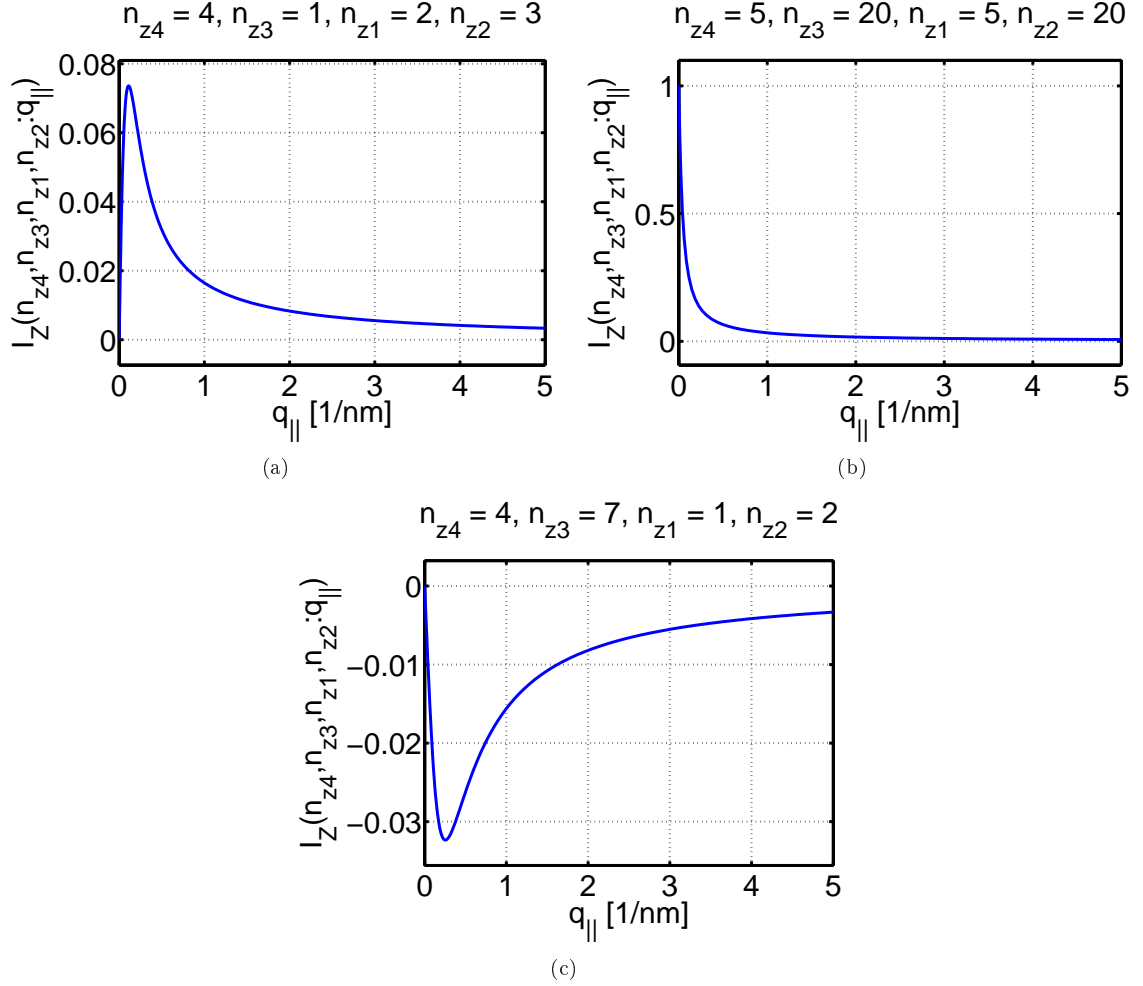 n_z4 = 4, n_z3 = 1, n_z1 = 2, n_z2 = 3
I_Z(n_z4,n_z3,n_z1,n_z2:q_||)
0.08
0.06
0.04
0.02
0
0 1 2 3 4 5
q_|| [1/nm]
(a)
n_z4 = 5, n_z3 = 20, n_z1 = 5, n_z2 = 20
I_Z(n_z4,n_z3,n_z1,n_z2:q_||)
1
0.5
0
0 1 2 3 4 5
q_|| [1/nm]
(b)
n_z4 = 4, n_z3 = 7, n_z1 = 1, n_z2 = 2
I_Z(n_z4,n_z3,n_z1,n_z2:q_||)
0
−0.01
−0.02
−0.03
0 1 2 3 4 5
q_|| [1/nm]
(c)